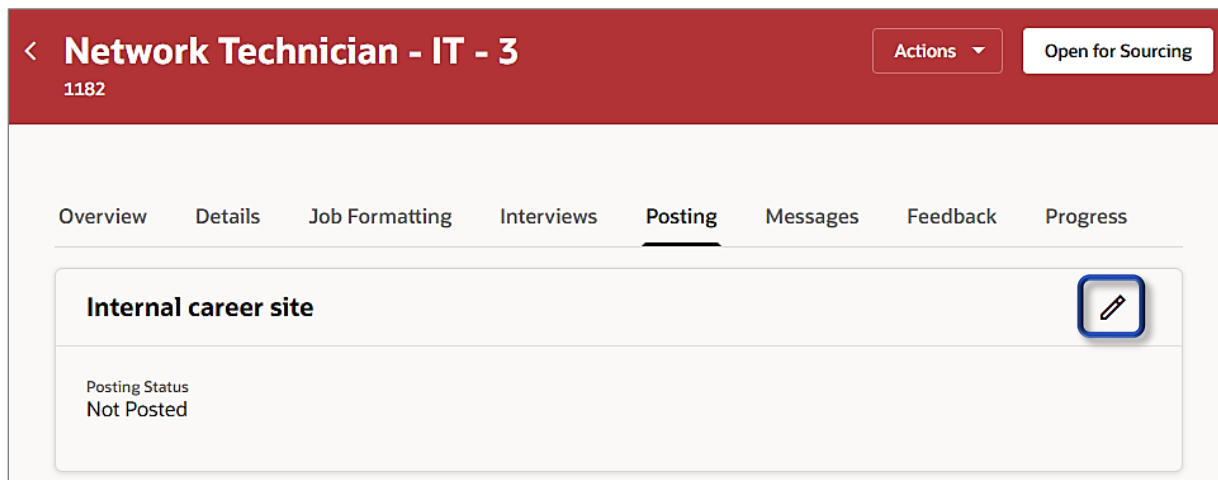 Network Technician - IT - 3
1182
Actions
Open for Sourcing
Overview Details Job Formatting Interviews Posting Messages Feedback Progress
Internal career site
Posting Status
Not Posted